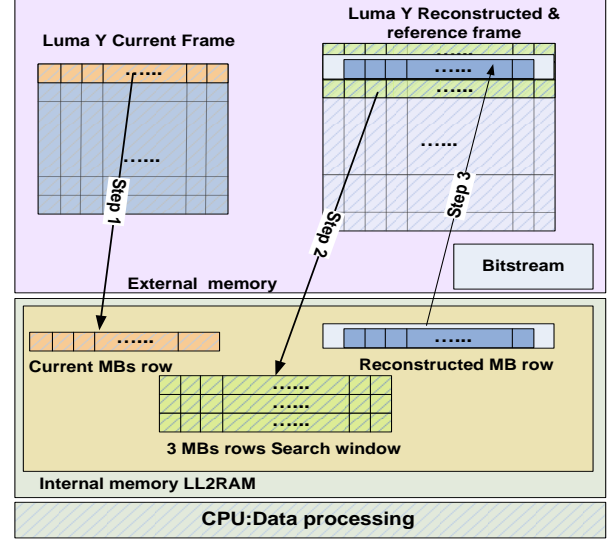 Luma Y Current Frame
Luma Y Reconstructed &
reference frame
......
......
......
......
......
Step 1
Step 2
Step 3
Bitstream
External memory
......
......
Current MBs row
Reconstructed MB row
......
......
......
3 MBs rows Search window
Internal memory LL2RAM
CPU:Data processing